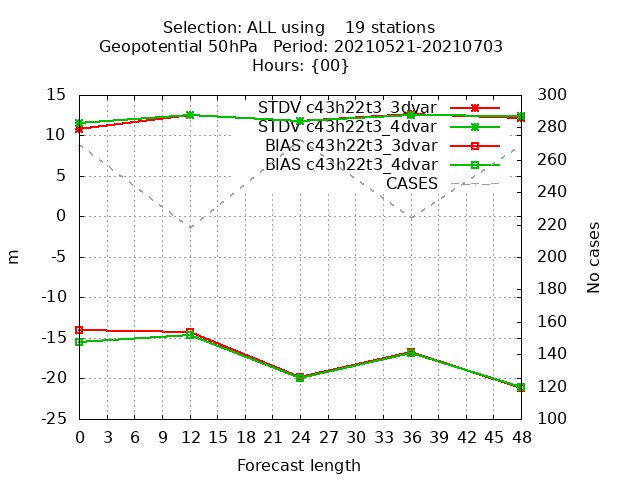 Selection: ALL using    19 stations
Geopotential 50hPa   Period: 20210521-20210703
Hours: {00}
STDV c43h22t3_3dvar
STDV c43h22t3_4dvar
BIAS c43h22t3_3dvar
BIAS c43h22t3_4dvar
CASES
15
10
5
0
-5
-10
-15
-20
-25
m
300
280
260
240
220
200
180
160
140
120
100
No cases
0 3 6 9 12 15 18 21 24 27 30 33 36 39 42 45 48
Forecast length